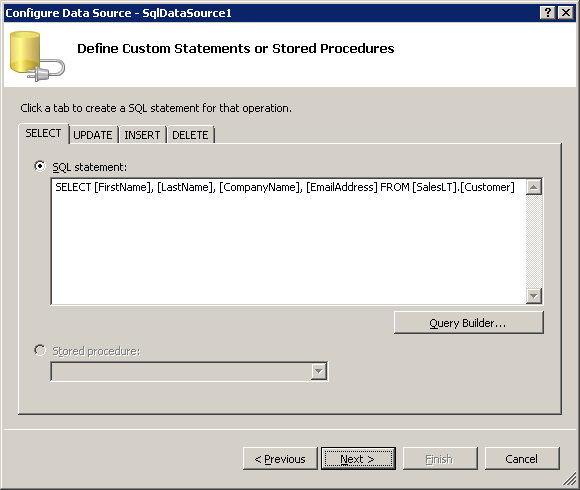 Configure Data Source - SqlDataSource1
Define Custom Statements or Stored Procedures
Click a tab to create a SQL statement for that operation.
SELECT UPDATE INSERT DELETE
SQL statement:
SELECT [FirstName], [LastName], [CompanyName], [EmailAddress] FROM [SalesLT].[Customer]
Query Builder...
Stored procedure:
< Previous Next > Finish Cancel